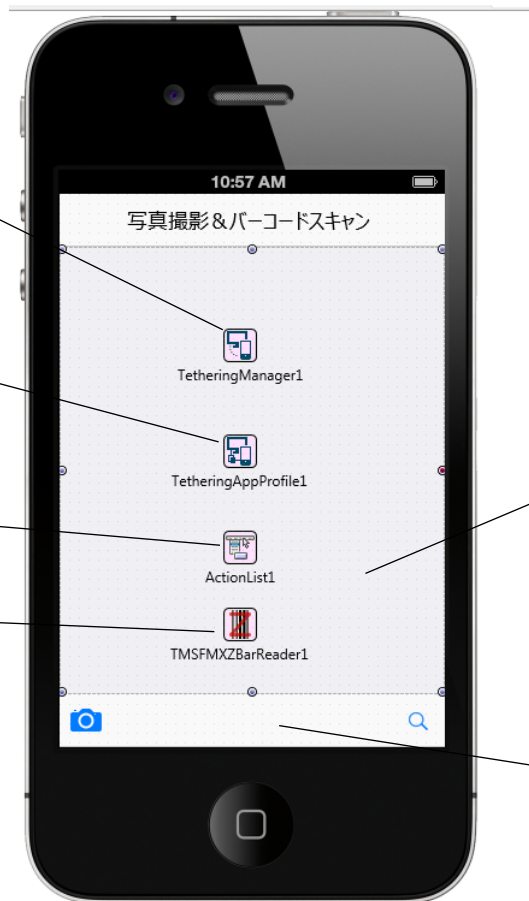 10:57 AM
写真撮影&バーコードスキャン
TetheringManager1
TetheringAppProfile1
ActionList1
TMSFMXZBarReader1